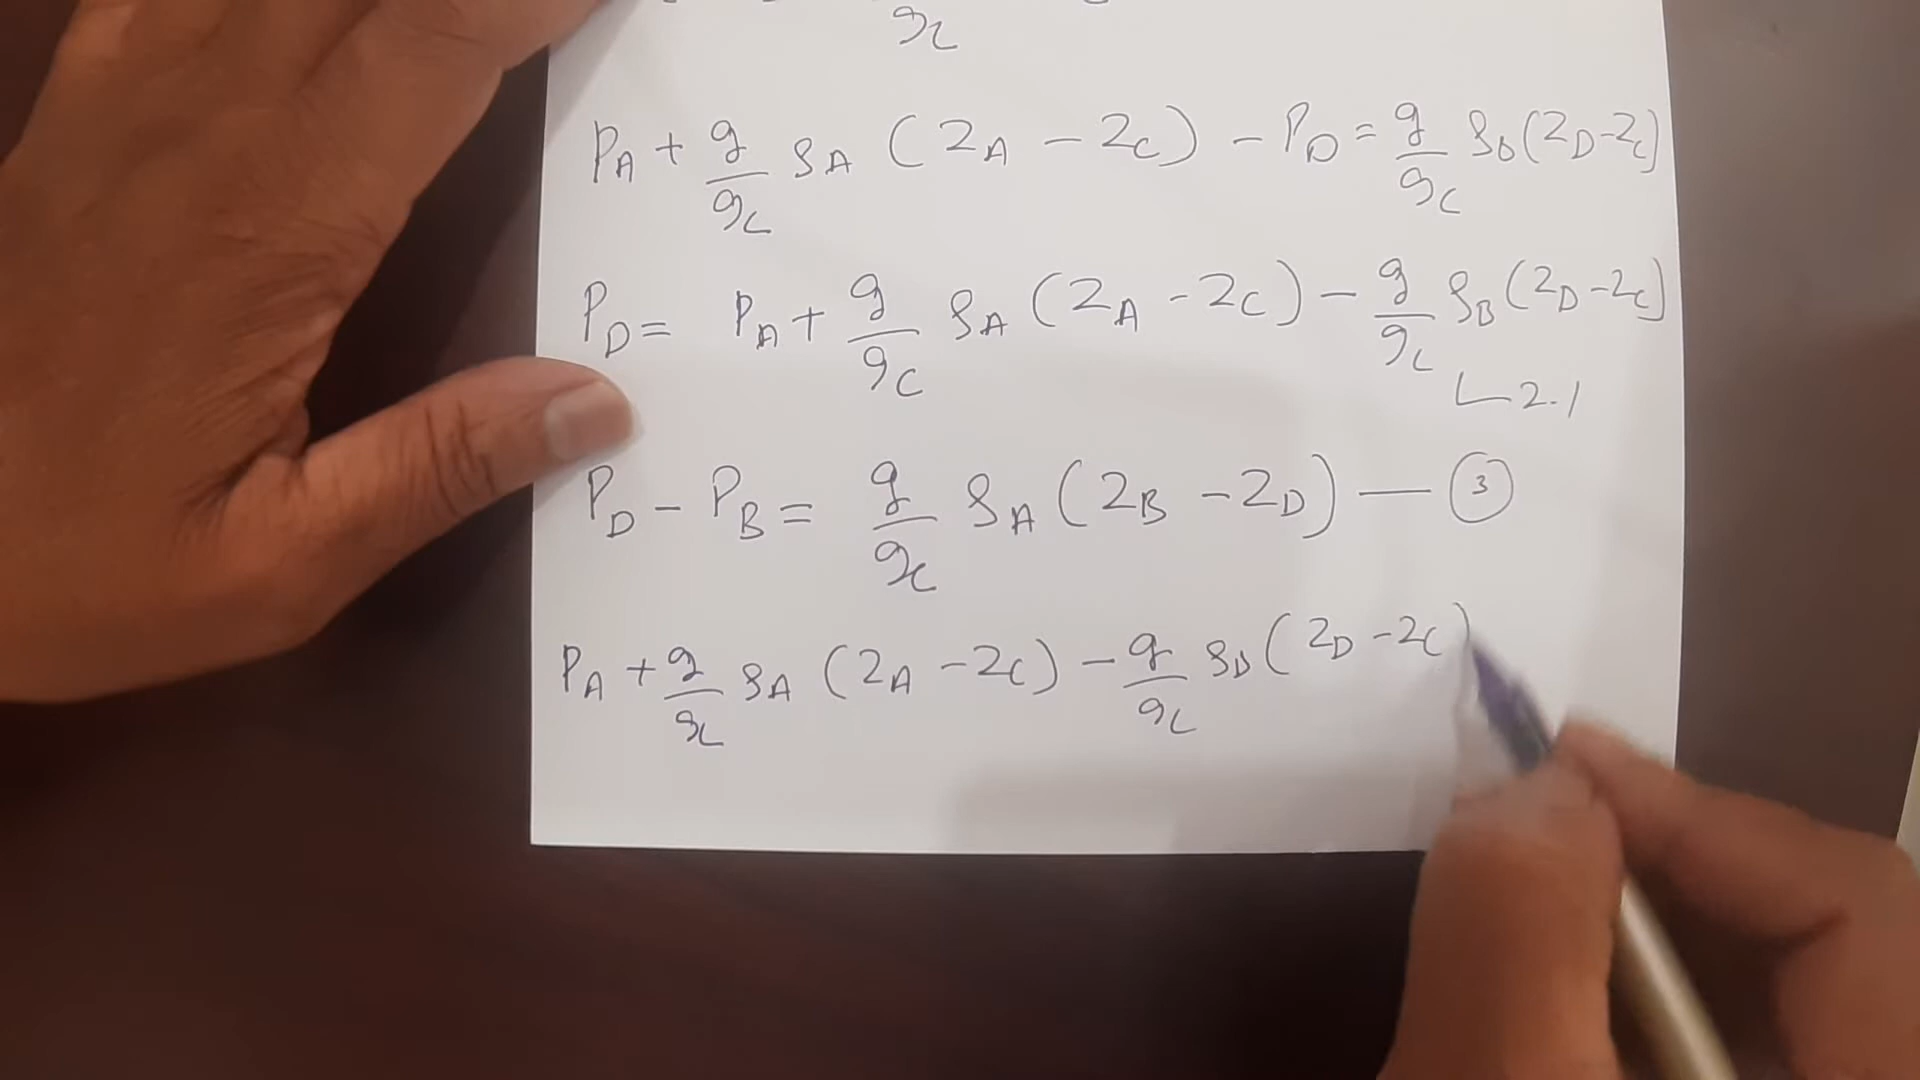 g_c
P_A + g/g_c ρ_A (Z_A - Z_C) - P_D = g/g_c ρ_B (Z_D - Z_C)
P_D = P_A + g/g_c ρ_A (Z_A - Z_C) - g/g_c ρ_B (Z_D - Z_C)
2.1
P_D - P_B = g/g_c ρ_A (Z_B - Z_D) — 3
P_A + g/g_c ρ_A (Z_A - Z_C) - g/g_c ρ_B (Z_D - Z_C)